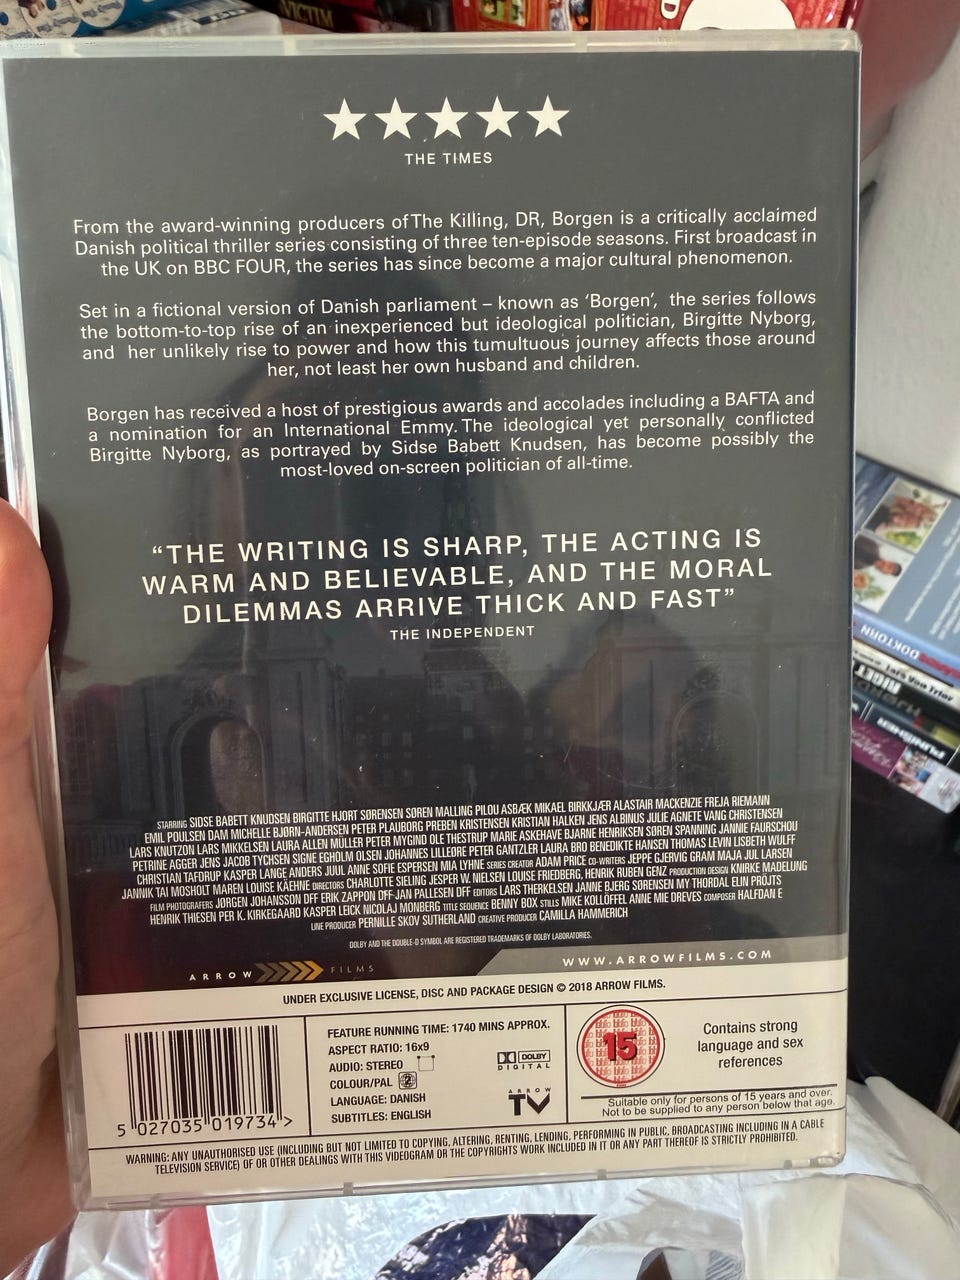 VICTIM
THE TIMES
From the award-winning producers of The Killing, DR, Borgen is a critically acclaimed
Danish political thriller series consisting of three ten-episode seasons. First broadcast in
the UK on BBC FOUR, the series has since become a major cultural phenomenon.
Set in a fictional version of Danish parliament – known as ‘Borgen’, the series follows
the bottom-to-top rise of an inexperienced but ideological politician, Birgitte Nyborg,
and her unlikely rise to power and how this tumultuous journey affects those around
her, not least her own husband and children.
Borgen has received a host of prestigious awards and accolades including a BAFTA and
a nomination for an International Emmy. The ideological yet personally conflicted
Birgitte Nyborg, as portrayed by Sidse Babett Knudsen, has become possibly the
most-loved on-screen politician of all-time.
“THE WRITING IS SHARP, THE ACTING IS
WARM AND BELIEVABLE, AND THE MORAL
DILEMMAS ARRIVE THICK AND FAST”
THE INDEPENDENT
STARRING SIDSE BABETT KNUDSEN BIRGITTE HJORT SØRENSEN SØREN MALLING PILOU ASBÆK MIKAEL BIRKKJÆR ALASTAIR MACKENZIE FREJA RIEMANN
EMIL POULSEN DAM MICHELLE BJØRN-ANDERSEN PETER PLAUBORG PREBEN KRISTENSEN KRISTIAN HALKEN JENS ALBINUS JULIE AGNETE VANG CHRISTENSEN
LARS KNUTZON LARS MIKKELSEN LAURA ALLEN MÜLLER PETER MYGIND OLE THESTRUP MARIE ASKEHAVE BJARNE HENRIKSEN SØREN SPANNING JANNIE FAURSCHOU
PETRINE AGGER JENS JACOB TYCHSEN SIGNE EGHOLM OLSEN JOHANNES LILLEØRE PETER GANTZLER LAURA BRO BENEDIKTE HANSEN THOMAS LEVIN LISBETH WULFF
CHRISTIAN TAFDRUP KASPER LANGE ANDERS JUUL ANNE SOFIE ESPERSEN MIA LYHNE SERIES CREATOR ADAM PRICE CO-WRITERS JEPPE GJERVIG GRAM MAJA JUL LARSEN
JANNIK TAI MOSHOLT MAREN LOUISE KÄEHNE DIRECTORS CHARLOTTE SIELING JESPER W. NIELSEN LOUISE FRIEDBERG, HENRIK RUBEN GENZ PRODUCTION DESIGN KNIRKE MADELUNG
FILM PHOTOGRAFERS JØRGEN JOHANSSON DFF ERIK ZAPPON DFF JAN PALLESEN DFF EDITORS LARS THERKELSEN JANNE BJERG SØRENSEN MY THORDAL ELIN PRÖJTS
HENRIK THIESEN PER K. KIRKEGAARD KASPER LEICK NICOLAJ MONBERG TITLE SEQUENCE BENNY BOX STILLS MIKE KOLLÖFFEL ANNE MIE DREVES COMPOSER HALFDAN E
LINE PRODUCER PERNILLE SKOV SUTHERLAND CREATIVE PRODUCER CAMILLA HAMMERICH
DOLBY AND THE DOUBLE-D SYMBOL ARE REGISTERED TRADEMARKS OF DOLBY LABORATORIES.
ARROW FILMS
WWW.ARROWFILMS.COM
UNDER EXCLUSIVE LICENSE, DISC AND PACKAGE DESIGN © 2018 ARROW FILMS.
5 027035 019734 >
FEATURE RUNNING TIME: 1740 MINS APPROX.
ASPECT RATIO: 16x9
AUDIO: STEREO
COLOUR/PAL 2
LANGUAGE: DANISH
SUBTITLES: ENGLISH
DOLBY
DIGITAL
ARROW
TV
15
Contains strong
language and sex
references
Suitable only for persons of 15 years and over.
Not to be supplied to any person below that age.
WARNING: ANY UNAUTHORISED USE (INCLUDING BUT NOT LIMITED TO COPYING, ALTERING, RENTING, LENDING, PERFORMING IN PUBLIC, BROADCASTING INCLUDING IN A CABLE
TELEVISION SERVICE) OF OR OTHER DEALINGS WITH THIS VIDEOGRAM OR THE COPYRIGHTS WORK INCLUDED IN IT OR ANY PART THEREOF IS STRICTLY PROHIBITED.
DOKTORN
Lars Von Trier
RIGET
PUNISHER